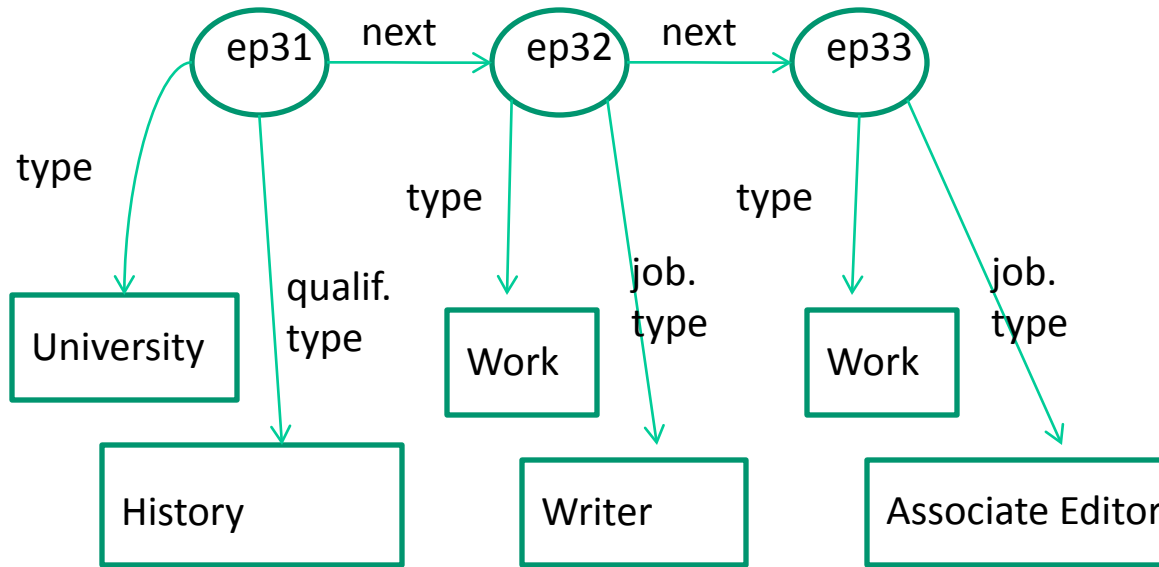 ep31
next
ep32
next
ep33
type
type
type
qualif.
type
job.
type
job.
type
University
Work
Work
History
Writer
Associate Editor